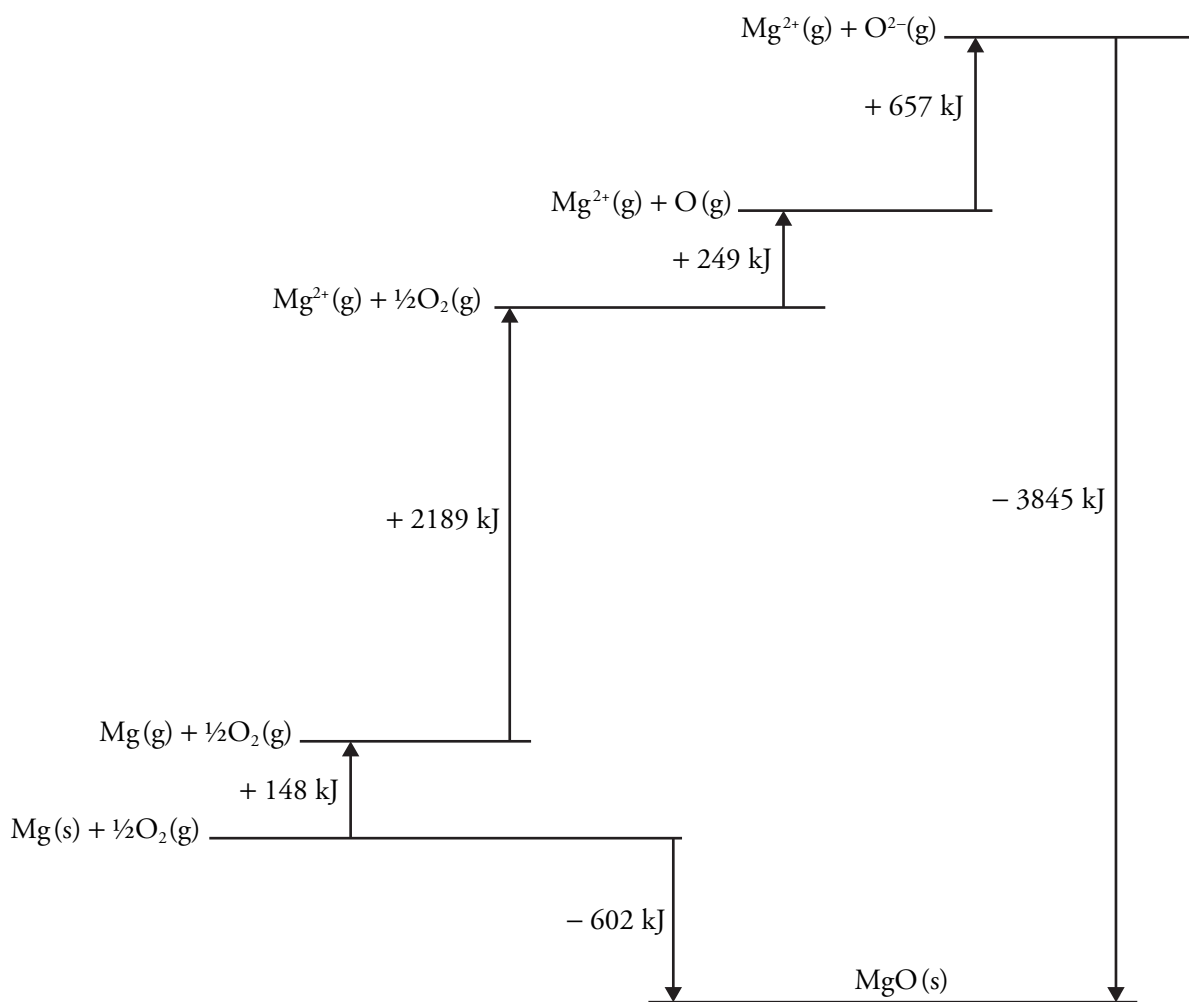 Mg²⁺(g) + O²⁻(g)
+ 657 kJ
Mg²⁺(g) + O(g)
+ 249 kJ
Mg²⁺(g) + ½O₂(g)
− 3845 kJ
+ 2189 kJ
Mg(g) + ½O₂(g)
+ 148 kJ
Mg(s) + ½O₂(g)
− 602 kJ
MgO(s)